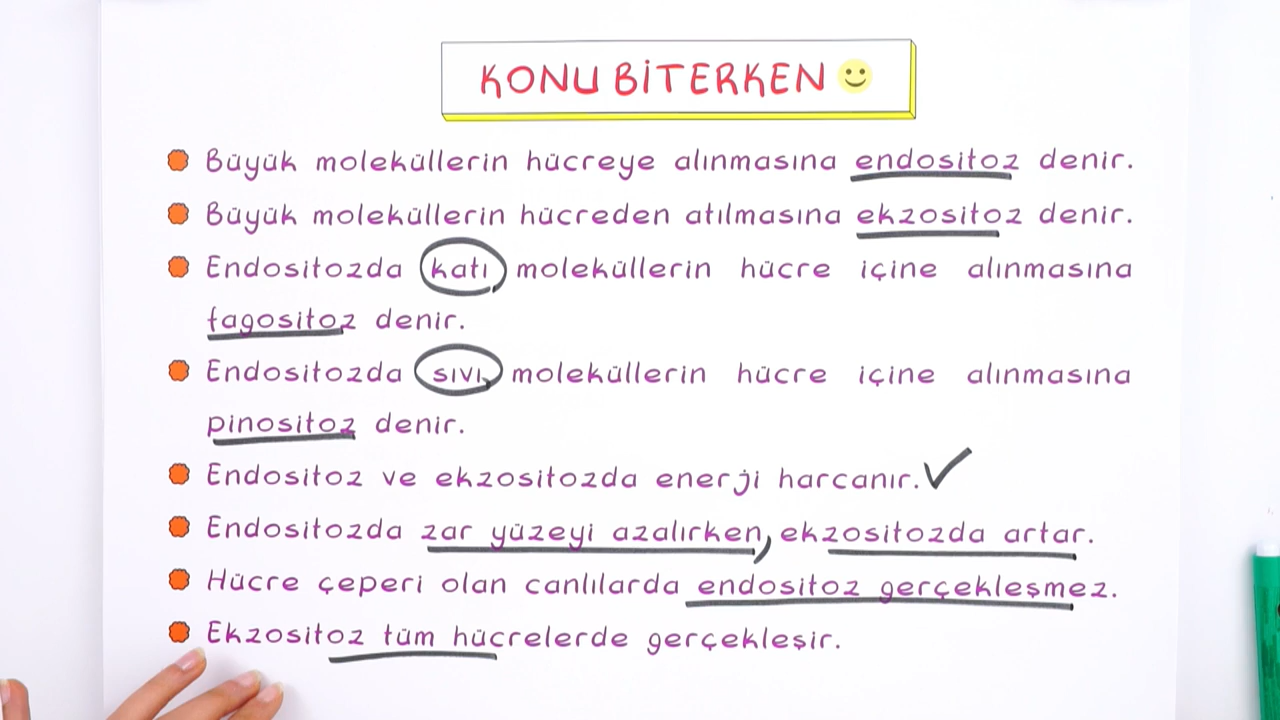 KONU BİTERKEN
Büyük moleküllerin hücreye alınmasına endositoz denir.
Büyük moleküllerin hücreden atılmasına ekzositoz denir.
Endositozda katı moleküllerin hücre içine alınmasına
fagositoz denir.
Endositozda sıvı moleküllerin hücre içine alınmasına
pinositoz denir.
Endositoz ve ekzositozda enerji harcanır.
Endositozda zar yüzeyi azalırken, ekzositozda artar.
Hücre çeperi olan canlılarda endositoz gerçekleşmez.
Ekzositoz tüm hücrelerde gerçekleşir.